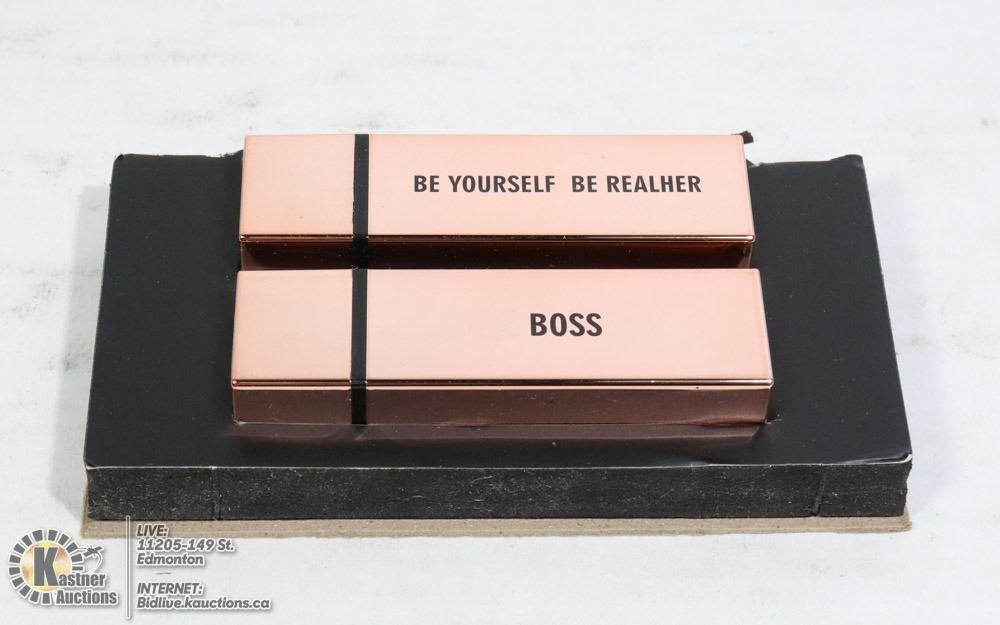 BE YOURSELF BE REALHER
BOSS
Kastner
Auctions
LIVE:
11205-149 St.
Edmonton
INTERNET:
Bidlive.kauctions.ca